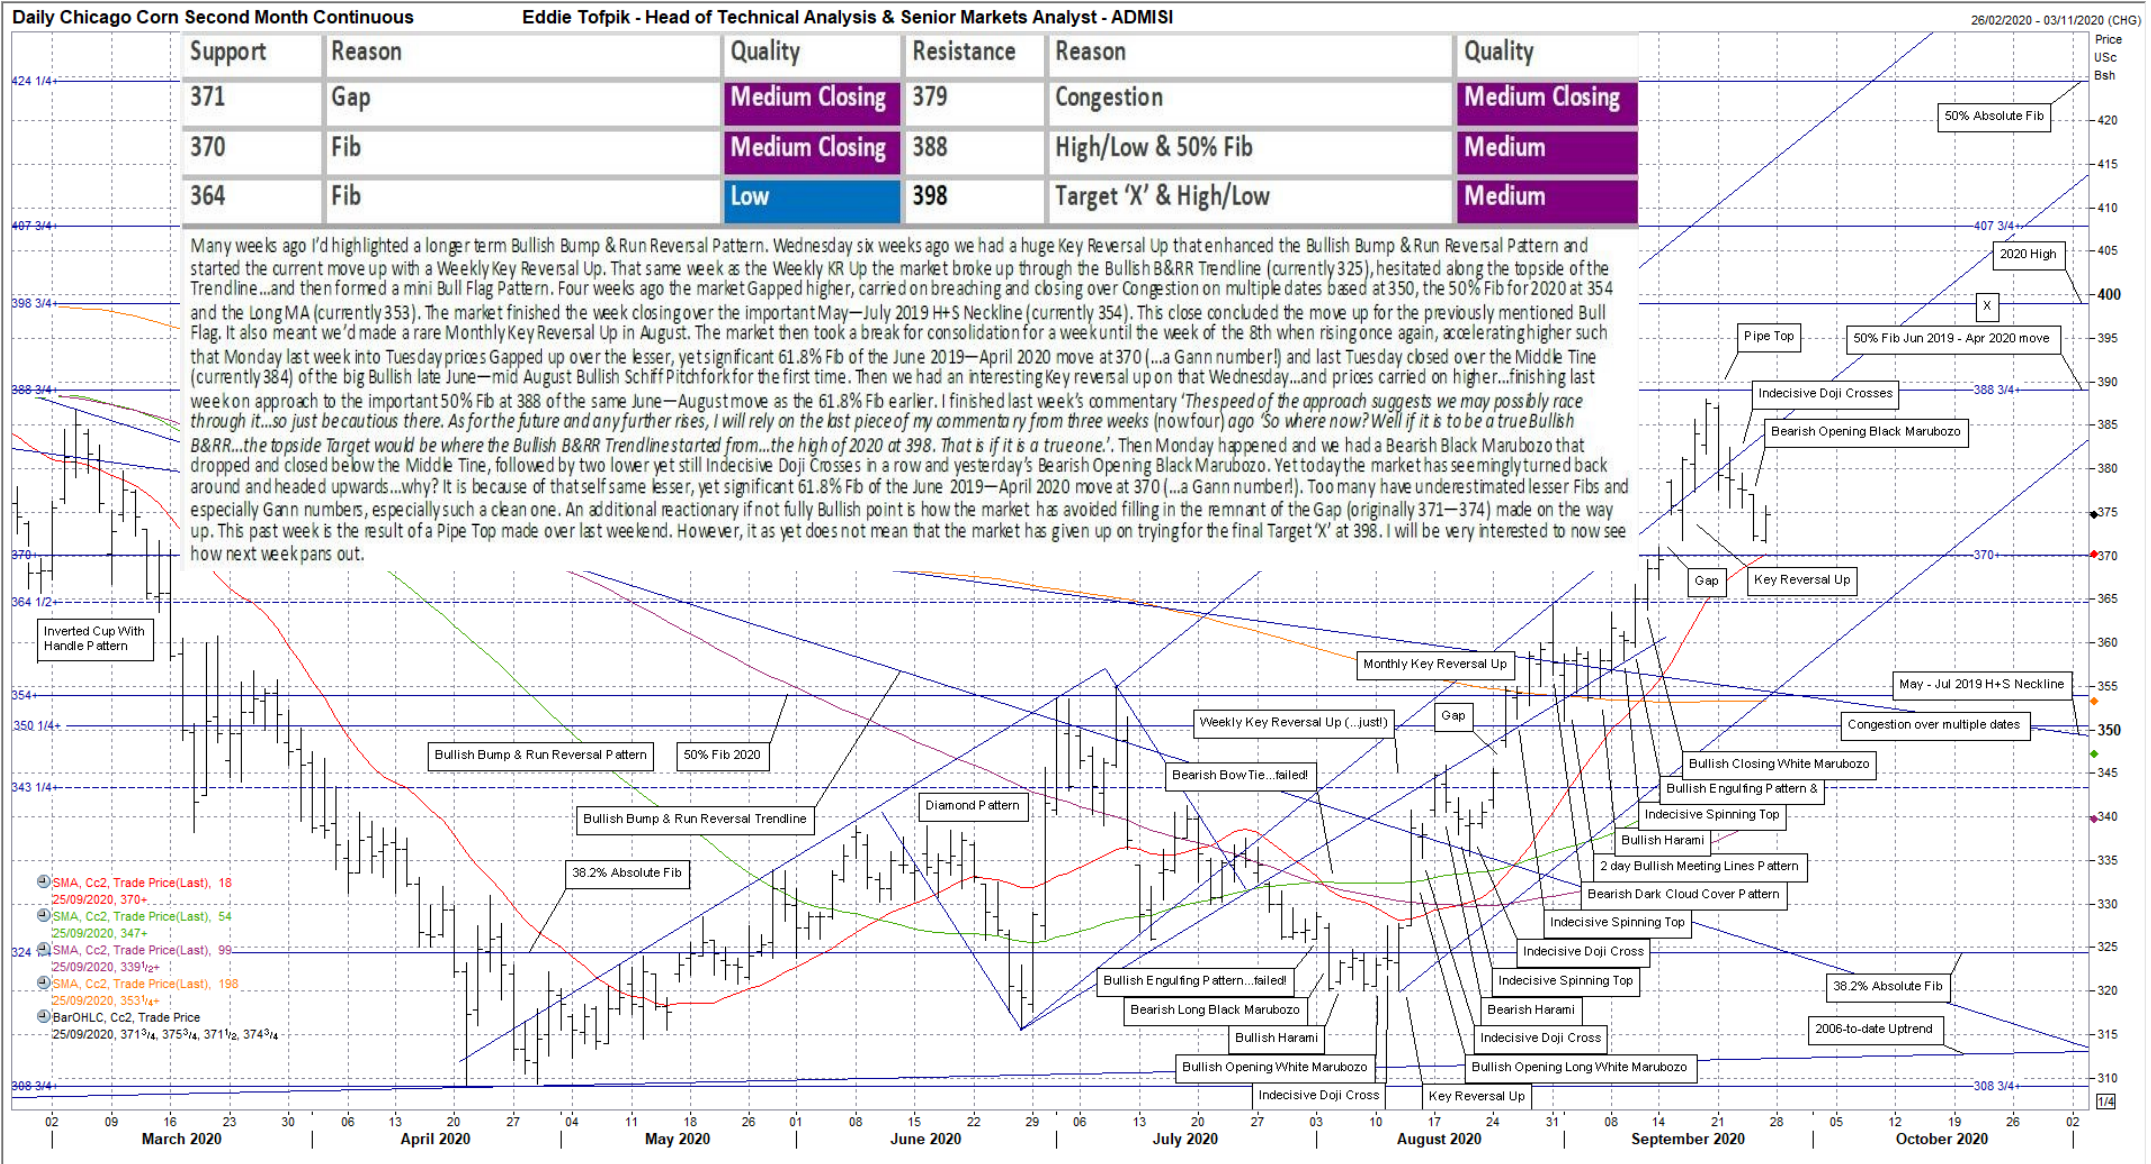 Daily Chicago Corn Second Month Continuous
Eddie Tofpik - Head of Technical Analysis & Senior Markets Analyst - ADMISI
26/02/2020 - 03/11/2020 (CHG)
Support Reason Quality Resistance Reason Quality
371 Gap Medium Closing 379 Congestion Medium Closing
370 Fib Medium Closing 388 High/Low & 50% Fib Medium
364 Fib Low 398 Target ‘X’ & High/Low Medium
Many weeks ago I’d highlighted a longer term Bullish Bump & Run Reversal Pattern. Wednesday six weeks ago we had a huge Key Reversal Up that enhanced the Bullish Bump & Run Reversal Pattern and
started the current move up with a Weekly Key Reversal Up. That same week as the Weekly KR Up the market broke up through the Bullish B&RR Trendline (currently 325), hesitated along the topside of the
Trendline…and then formed a mini Bull Flag Pattern. Four weeks ago the market Gapped higher, carried on breaching and closing over Congestion on multiple dates based at 350, the 50% Fib for 2020 at 354
and the Long MA (currently 353). The market finished the week closing over the important May—July 2019 H+S Neckline (currently 354). This close concluded the move up for the previously mentioned Bull
Flag. It also meant we’d made a rare Monthly Key Reversal Up in August. The market then took a break for consolidation for a week until the week of the 8th when rising once again, accelerating higher such
that Monday last week into Tuesday prices Gapped up over the lesser, yet significant 61.8% Fib of the June 2019—April 2020 move at 370 (…a Gann number!) and last Tuesday closed over the Middle Tine
(currently 384) of the big Bullish late June—mid August Bullish Schiff Pitchfork for the first time. Then we had an interesting Key reversal up on that Wednesday…and prices carried on higher…finishing last
week on approach to the important 50% Fib at 388 of the same June—August move as the 61.8% Fib earlier. I finished last week’s commentary ‘The speed of the approach suggests we may possibly race
through it…so just be cautious there. As for the future and any further rises, I will rely on the last piece of my commentary from three weeks (now four) ago ‘So where now? Well if it is to be a true Bullish
B&RR…the topside Target would be where the Bullish B&RR Trendline started from…the high of 2020 at 398. That is if it is a true one.’. Then Monday happened and we had a Bearish Black Marubozo that
dropped and closed below the Middle Tine, followed by two lower yet still Indecisive Doji Crosses in a row and yesterday’s Bearish Opening Black Marubozo. Yet today the market has seemingly turned back
around and headed upwards…why? It is because of that self same lesser, yet significant 61.8% Fib of the June 2019—April 2020 move at 370 (…a Gann number!). Too many have underestimated lesser Fibs and
especially Gann numbers, especially such a clean one. An additional reactionary if not fully Bullish point is how the market has avoided filling in the remnant of the Gap (originally 371—374) made on the way
up. This past week is the result of a Pipe Top made over last weekend. However, it as yet does not mean that the market has given up on trying for the final Target ‘X’ at 398. I will be very interested to now see
how next week pans out.
Price
USc
Bsh
424 1/4+
407 3/4+
398 3/4+
388 3/4+
370+
364 1/2+
354+
350 1/4+
343 1/4+
324
308 3/4+
407 3/4+
388 3/4+
370+
308 3/4+
420
415
410
405
400
395
390
385
380
375
370
365
360
355
350
345
340
335
330
325
320
315
310
1/4
50% Absolute Fib
2020 High
X
Pipe Top
50% Fib Jun 2019 - Apr 2020 move
Indecisive Doji Crosses
Bearish Opening Black Marubozo
Gap
Key Reversal Up
Inverted Cup With
Handle Pattern
Monthly Key Reversal Up
May - Jul 2019 H+S Neckline
Weekly Key Reversal Up (...just!)
Gap
Congestion over multiple dates
Bullish Bump & Run Reversal Pattern
50% Fib 2020
Bearish BowTie...failed!
Bullish Closing White Marubozo
Bullish Engulfing Pattern &
Diamond Pattern
Bullish Bump & Run Reversal Trendline
Indecisive Spinning Top
Bullish Harami
2 day Bullish Meeting Lines Pattern
38.2% Absolute Fib
Bearish Dark Cloud Cover Pattern
Indecisive Spinning Top
Indecisive Doji Cross
Bullish Engulfing Pattern...failed!
Indecisive Spinning Top
38.2% Absolute Fib
Bearish Long Black Marubozo
Bearish Harami
Bullish Harami
Indecisive Doji Cross
2006-to-date Uptrend
Bullish Opening White Marubozo
Bullish Opening Long White Marubozo
Indecisive Doji Cross
Key Reversal Up
SMA, Cc2, Trade Price(Last), 18
25/09/2020, 370+
SMA, Cc2, Trade Price(Last), 54
25/09/2020, 347+
SMA, Cc2, Trade Price(Last), 99
25/09/2020, 339 1/2+
SMA, Cc2, Trade Price(Last), 198
25/09/2020, 353 1/4+
BarOHLC, Cc2, Trade Price
25/09/2020, 371 3/4, 375 3/4, 371 1/2, 374 3/4
02 09 16 23 30 06 13 20 27 04 11 18 26 01 08 15 22 29 06 13 20 27 03 10 17 24 31 08 14 21 28 05 12 19 26 02
March 2020 April 2020 May 2020 June 2020 July 2020 August 2020 September 2020 October 2020